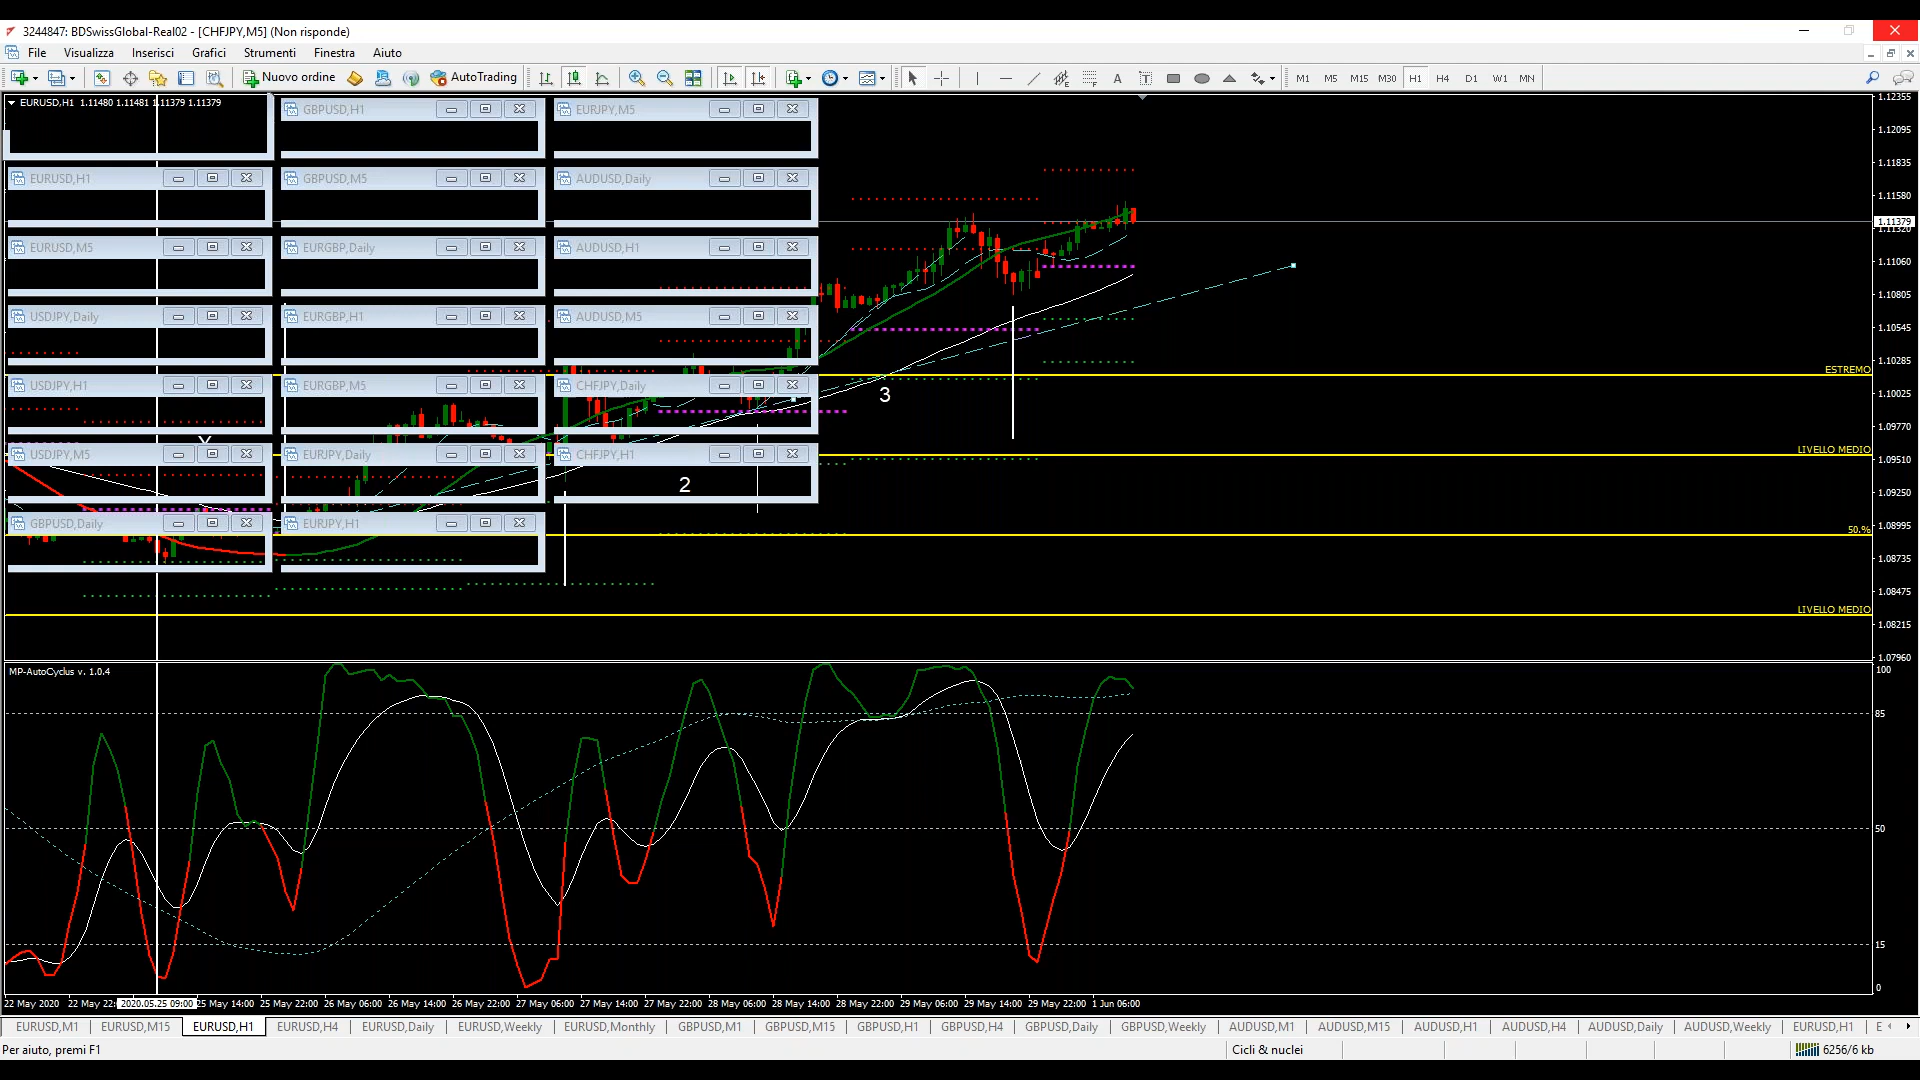 3244847: BDSwissGlobal-Real02 - [CHFJPY,M5] (Non risponde)
File Visualizza Inserisci Grafici Strumenti Finestra Aiuto
Nuovo ordine AutoTrading A T M1 M5 M15 M30 H1 H4 D1 W1 MN
EURUSD,H1 1.11480 1.11481 1.11379 1.11379
GBPUSD,H1 EURJPY,M5
EURUSD,H1 GBPUSD,M5 AUDUSD,Daily
EURUSD,M5 EURGBP,Daily AUDUSD,H1
USDJPY,Daily EURGBP,H1 AUDUSD,M5
USDJPY,H1 EURGBP,M5 CHFJPY,Daily
USDJPY,M5 EURJPY,Daily CHFJPY,H1
GBPUSD,Daily EURJPY,H1
2
3
ESTREMO
LIVELLO MEDIO
50.%
LIVELLO MEDIO
1.12355
1.12095
1.11835
1.11580
1.11379
1.11320
1.11060
1.10805
1.10545
1.10285
1.10025
1.09770
1.09510
1.09250
1.08995
1.08735
1.08475
1.08215
1.07960
MP-AutoCyclus v. 1.0.4
100
85
50
15
0
22 May 2020 22 May 22: 2020.05.25 09:00 25 May 14:00 25 May 22:00 26 May 06:00 26 May 14:00 26 May 22:00 27 May 06:00 27 May 14:00 27 May 22:00 28 May 06:00 28 May 14:00 28 May 22:00 29 May 06:00 29 May 14:00 29 May 22:00 1 Jun 06:00
EURUSD,M1 EURUSD,M15 EURUSD,H1 EURUSD,H4 EURUSD,Daily EURUSD,Weekly EURUSD,Monthly GBPUSD,M1 GBPUSD,M15 GBPUSD,H1 GBPUSD,H4 GBPUSD,Daily GBPUSD,Weekly AUDUSD,M1 AUDUSD,M15 AUDUSD,H1 AUDUSD,H4 AUDUSD,Daily AUDUSD,Weekly EURUSD,H1 E
Per aiuto, premi F1 Cicli & nuclei 6256/6 kb